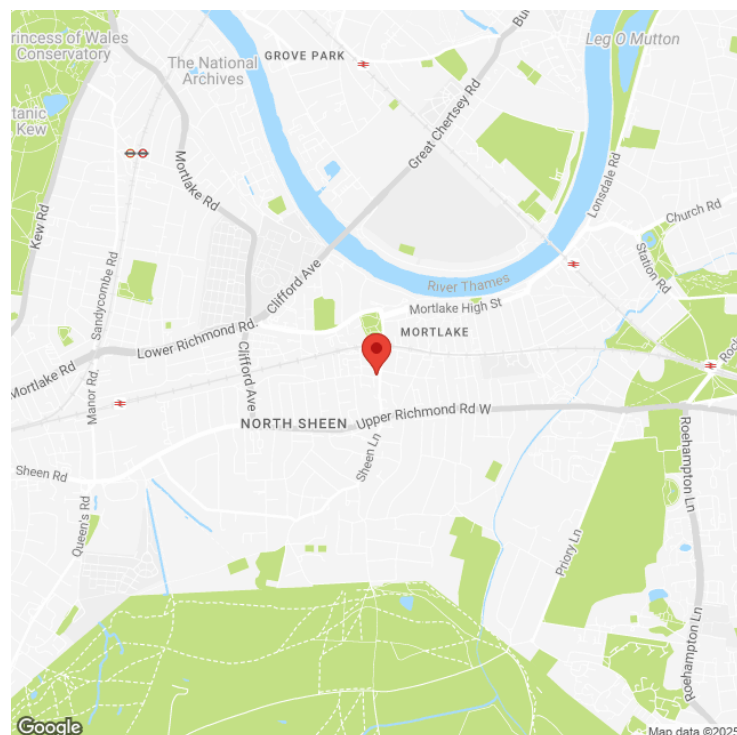 Princess of Wales
Conservatory
The National
Archives
GROVE PARK
Leg O Mutton
Great Chertsey Rd
Mortlake Rd
Kew
Kew Rd
Lonsdale Rd
Church Rd
Station Rd
Sandycombe Rd
Clifford Ave
River Thames
Mortlake High St
MORTLAKE
Lower Richmond Rd.
Mortlake Rd
Manor Rd.
Clifford Ave
NORTH SHEEN
Upper Richmond Rd W
Sheen Ln
Sheen Rd
Queen's Rd
Roehampton Ln
Priory Ln
Roehampton Ln
Google
Map data ©2025